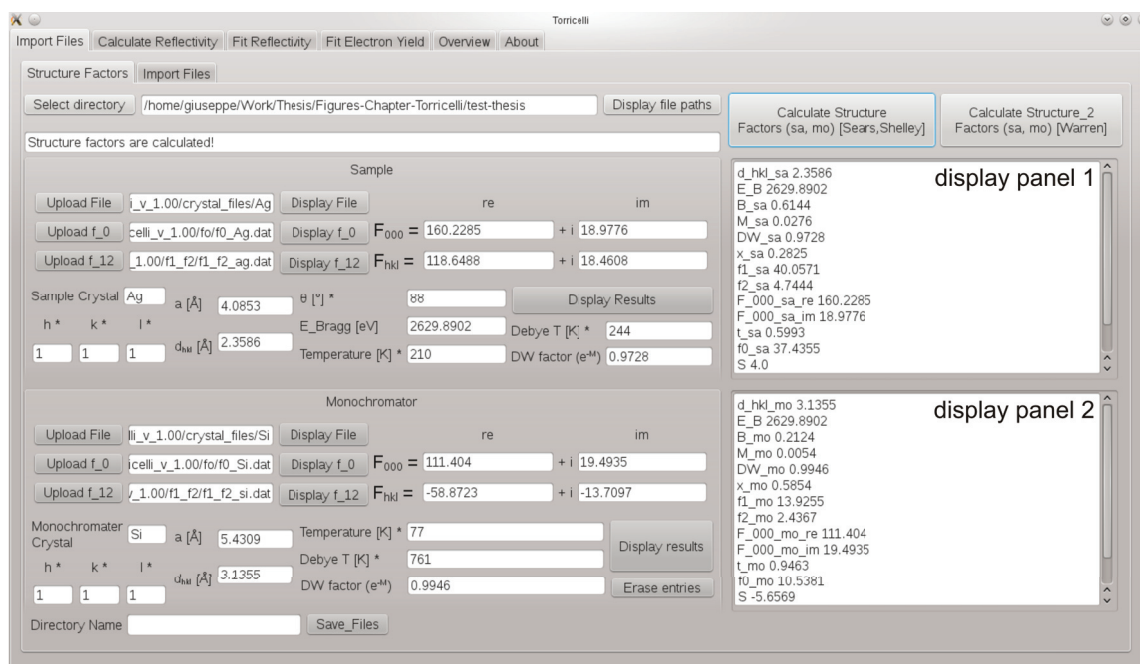 Torricelli
Import Files Calculate Reflectivity Fit Reflectivity Fit Electron Yield Overview About
Structure Factors Import Files
Select directory /home/giuseppe/Work/Thesis/Figures-Chapter-Torricelli/test-thesis Display file paths
Structure factors are calculated!
Calculate Structure
Factors (sa, mo) [Sears,Shelley]
Calculate Structure_2
Factors (sa, mo) [Warren]
Sample
Upload File i_v_1.00/crystal_files/Ag Display File re im
Upload f_0 celli_v_1.00/fo/f0_Ag.dat Display f_0 F000 = 160.2285 + i 18.9776
Upload f_12 _1.00/f1_f2/f1_f2_ag.dat Display f_12 Fhkl = 118.6488 + i 18.4608
Sample Crystal Ag a [Å] 4.0853 θ [°] * 88 Display Results
h * k * l * E_Bragg [eV] 2629.8902 Debye T [K] * 244
1 1 1 dhkl [Å] 2.3586 Temperature [K] * 210 DW factor (e-M) 0.9728
display panel 1
d_hkl_sa 2.3586
E_B 2629.8902
B_sa 0.6144
M_sa 0.0276
DW_sa 0.9728
x_sa 0.2825
f1_sa 40.0571
f2_sa 4.7444
F_000_sa_re 160.2285
F_000_sa_im 18.9776
t_sa 0.5993
f0_sa 37.4355
S 4.0
Monochromator
Upload File lli_v_1.00/crystal_files/Si Display File re im
Upload f_0 icelli_v_1.00/fo/f0_Si.dat Display f_0 F000 = 111.404 + i 19.4935
Upload f_12 v_1.00/f1_f2/f1_f2_si.dat Display f_12 Fhkl = -58.8723 + i -13.7097
Monochromater
Crystal Si a [Å] 5.4309 Temperature [K] * 77 Display results
h * k * l * Debye T [K] * 761
1 1 1 dhkl [Å] 3.1355 DW factor (e-M) 0.9946 Erase entries
Directory Name Save_Files
display panel 2
d_hkl_mo 3.1355
E_B 2629.8902
B_mo 0.2124
M_mo 0.0054
DW_mo 0.9946
x_mo 0.5854
f1_mo 13.9255
f2_mo 2.4367
F_000_mo_re 111.404
F_000_mo_im 19.4935
t_mo 0.9463
f0_mo 10.5381
S -5.6569